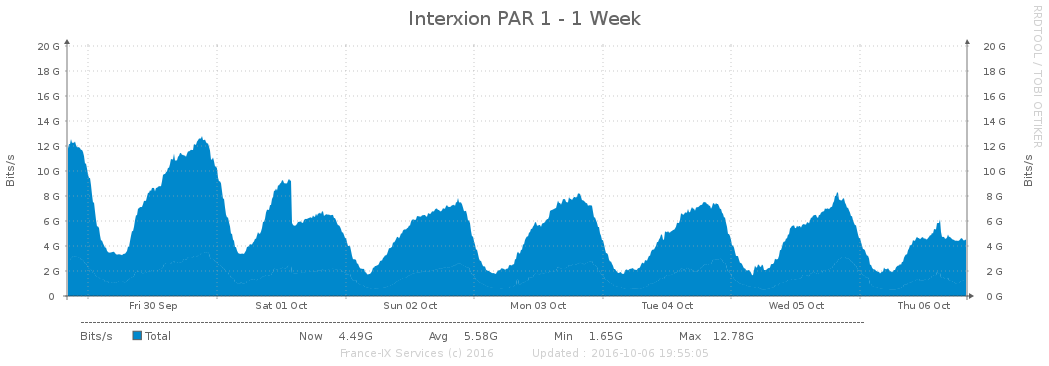 Interxion PAR 1 - 1 Week
RRDTOOL / TOBI OETIKER
Bits/s
Bits/s
20 G 20 G
18 G 18 G
16 G 16 G
14 G 14 G
12 G 12 G
10 G 10 G
8 G 8 G
6 G 6 G
4 G 4 G
2 G 2 G
0 0 G
Fri 30 Sep Sat 01 Oct Sun 02 Oct Mon 03 Oct Tue 04 Oct Wed 05 Oct Thu 06 Oct
Bits/s Total Now 4.49G Avg 5.58G Min 1.65G Max 12.78G
France-IX Services (c) 2016 Updated : 2016-10-06 19:55:05